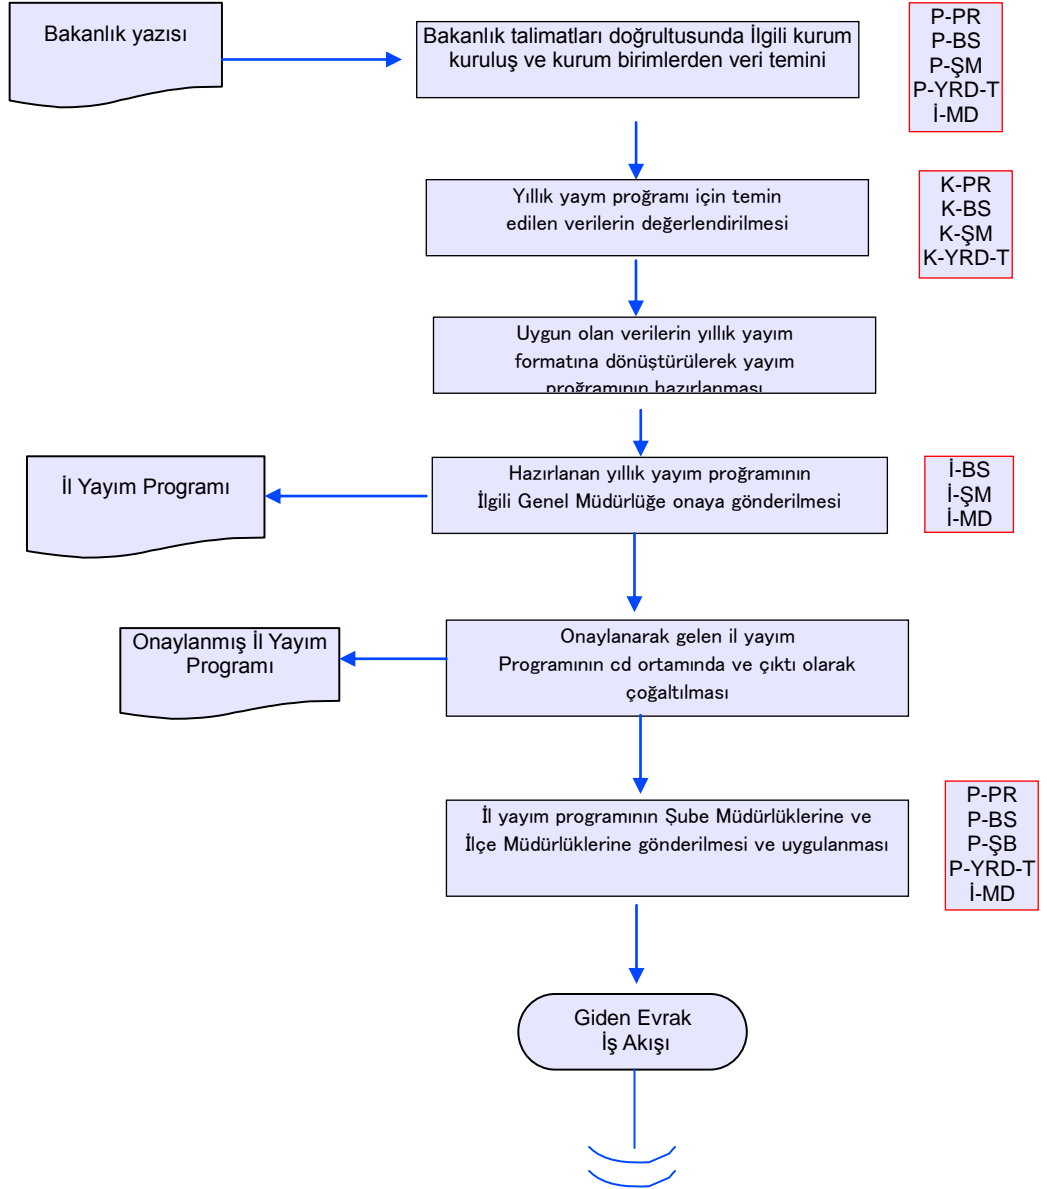 Bakanlık yazısı
Bakanlık talimatları doğrultusunda İlgili kurum
kuruluş ve kurum birimlerden veri temini
P-PR
P-BS
P-ŞM
P-YRD-T
İ-MD
Yıllık yaym proğramı için temin
edilen verilerin değerlendirilmesi
K-PR
K-BS
K-ŞM
K-YRD-T
Uygun olan verilerin yıllık yayım
formatına dönüştürülerek yayım
proğramının hazırlanması
İl Yayım Programı
Hazırlanan yıllık yayım proğramının
İlgili Genel Müdürlüğe onaya gönderilmesi
İ-BS
İ-ŞM
İ-MD
Onaylanmış İl Yayım
Programı
Onaylanarak gelen il yayım
Programının cd ortamında ve çıktı olarak
çoğaltılması
İl yayım programının Şube Müdürlüklerine ve
İlçe Müdürlüklerine gönderilmesi ve uygulanması
P-PR
P-BS
P-ŞB
P-YRD-T
İ-MD
Giden Evrak
İş Akışı